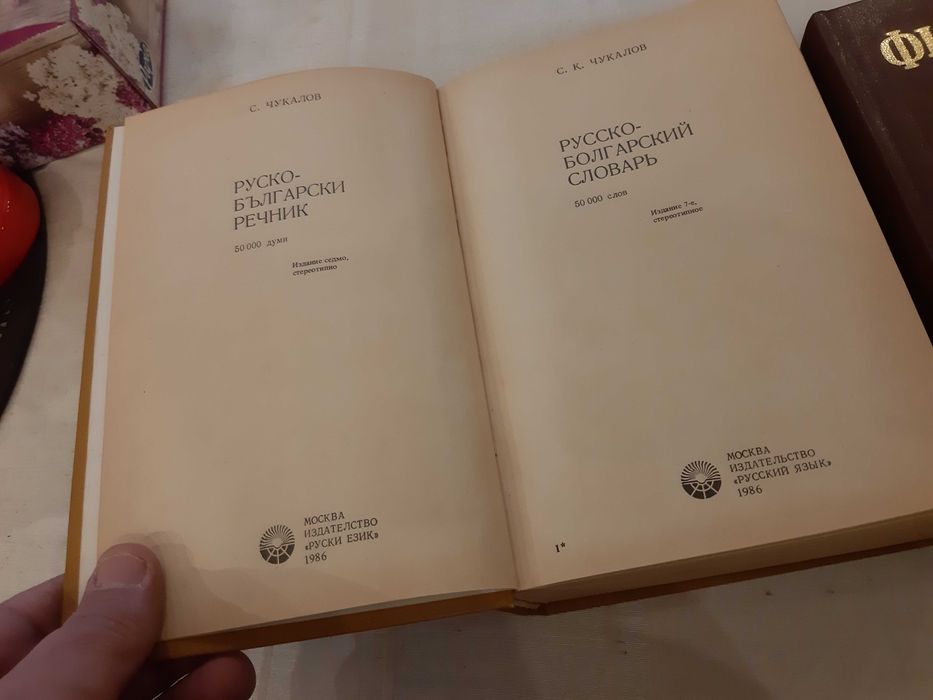 С. ЧУКАЛОВ
РУСКО-
БЪЛГАРСКИ
РЕЧНИК
50 000 думи
Издание седмо,
стереотипно
МОСКВА
ИЗДАТЕЛСТВО
«РУСКИ ЕЗИК»
1986
С. К. ЧУКАЛОВ
РУССКО-
БОЛГАРСКИЙ
СЛОВАРЬ
50 000 слов
Издание 7-е,
стереотипное
МОСКВА
ИЗДАТЕЛЬСТВО
«РУССКИЙ ЯЗЫК»
1986
1*